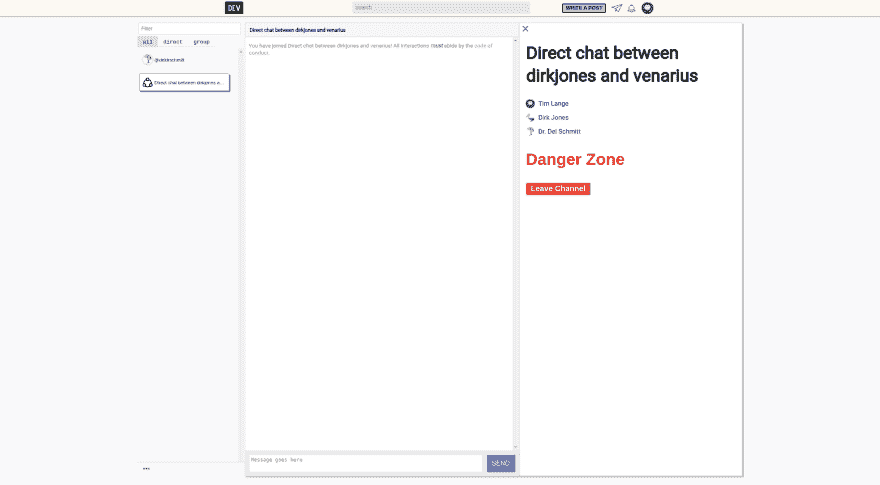 DEV
search
WRITE A POST
Filter
all direct group
Direct chat between dirkjones a...
Direct chat between dirkjones and venarius
You have joined Direct chat between dirkjones and venarius! All interactions must abide by the code of
conduct.
Message goes here
SEND
Direct chat between
dirkjones and venarius
Tim Lange
Dirk Jones
Dr. Del Schmitt
Danger Zone
Leave Channel